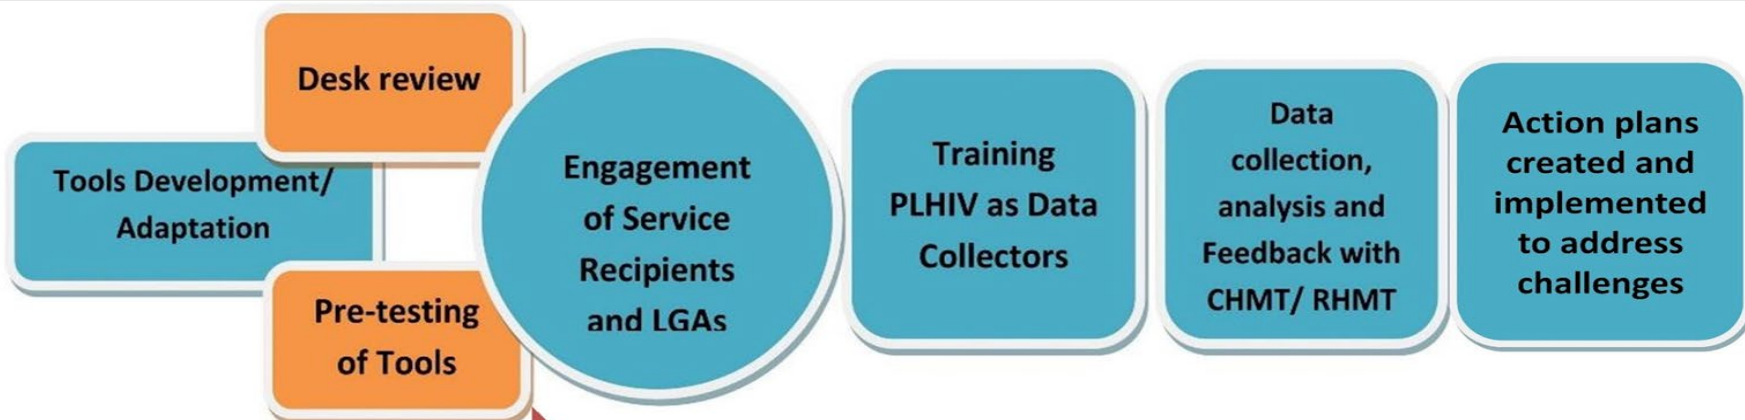 Desk review
Tools Development/
Adaptation
Pre-testing
of Tools
Engagement
of Service
Recipients
and LGAs
Training
PLHIV as Data
Collectors
Data
collection,
analysis and
Feedback with
CHMT/ RHMT
Action plans
created and
implemented
to address
challenges